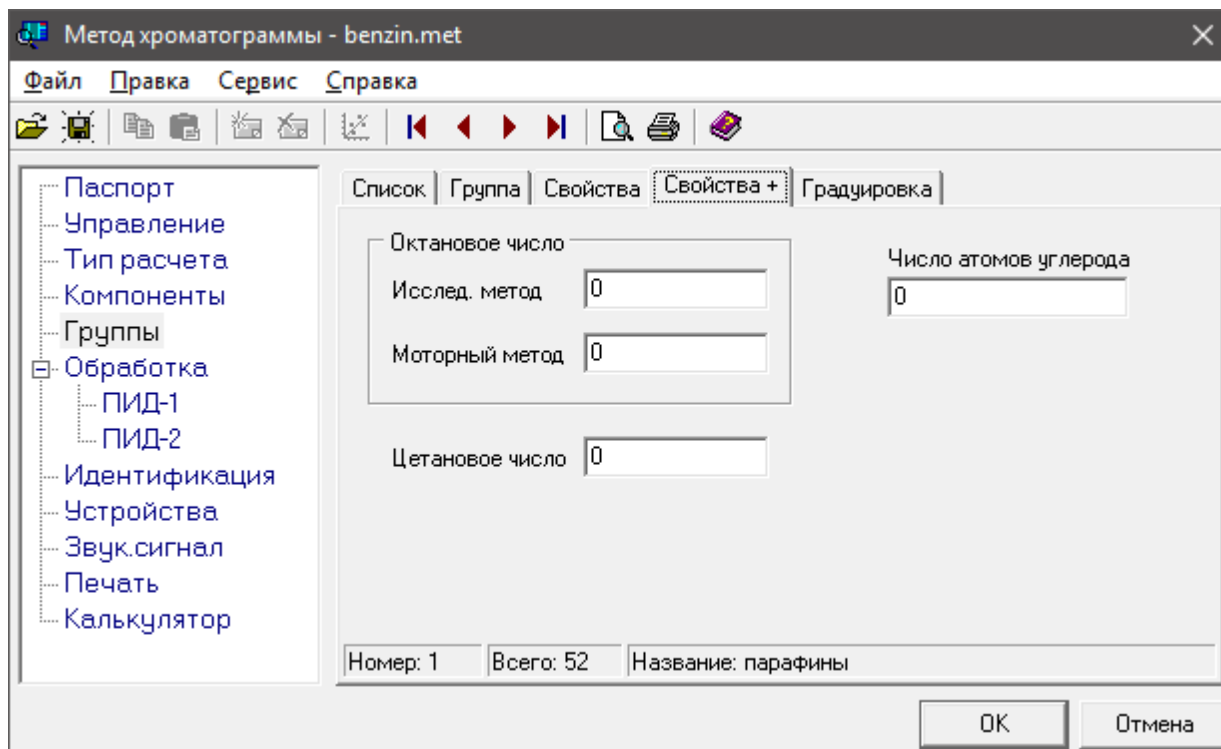 Метод хроматограммы - benzin.met
Файл Правка Сервис Справка
Паспорт
Управление
Тип расчета
Компоненты
Группы
Обработка
ПИД-1
ПИД-2
Идентификация
Устройства
Звук.сигнал
Печать
Калькулятор
Список Группа Свойства Свойства + Градуировка
Октановое число
Исслед. метод 0
Моторный метод 0
Цетановое число 0
Число атомов углерода
0
Номер: 1 Всего: 52 Название: парафины
OK Отмена